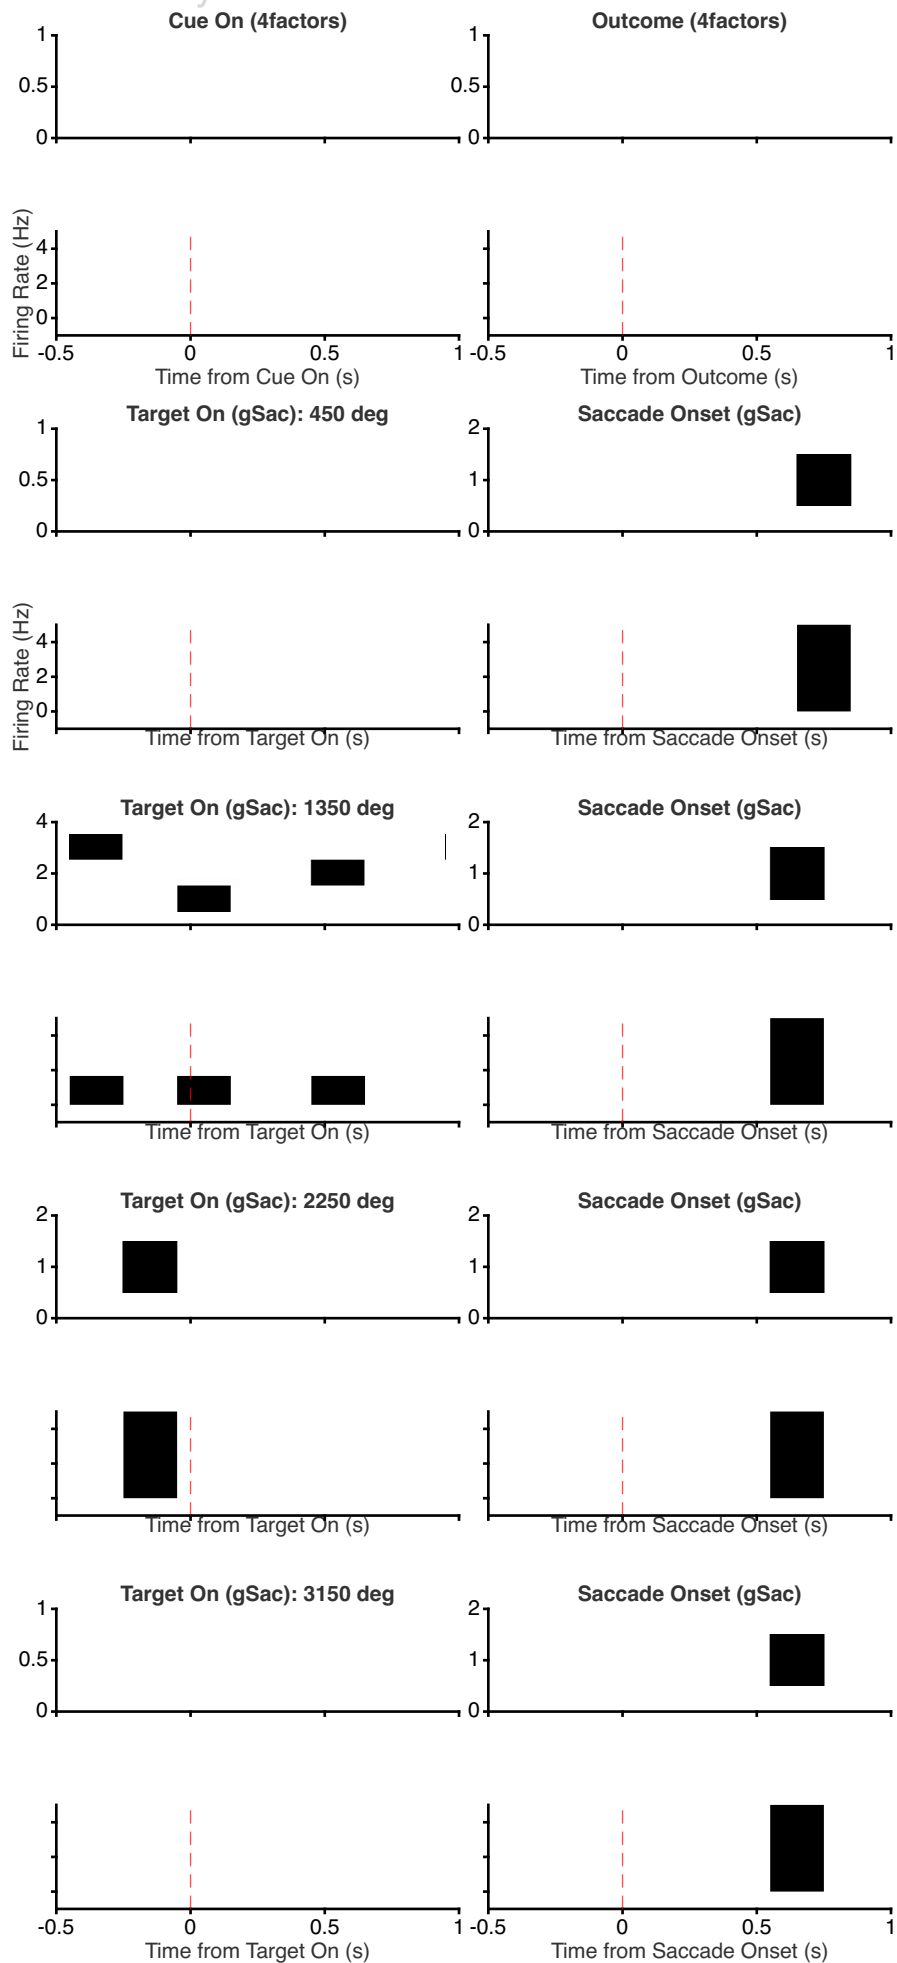 Cue On (4factors) Outcome (4factors)
1 1
0.5 0.5
0 0
Firing Rate (Hz)
4
2
0
-0.5 0 0.5 1 -0.5 0 0.5 1
Time from Cue On (s) Time from Outcome (s)
Target On (gSac): 450 deg Saccade Onset (gSac)
1 2
0.5 1
0 0
Firing Rate (Hz)
4
2
0
Time from Target On (s) Time from Saccade Onset (s)
Target On (gSac): 1350 deg Saccade Onset (gSac)
4 2
2 1
0 0
Time from Target On (s) Time from Saccade Onset (s)
Target On (gSac): 2250 deg Saccade Onset (gSac)
2 2
1 1
0 0
Time from Target On (s) Time from Saccade Onset (s)
Target On (gSac): 3150 deg Saccade Onset (gSac)
1 2
0.5 1
0 0
-0.5 0 0.5 1 -0.5 0 0.5 1
Time from Target On (s) Time from Saccade Onset (s)